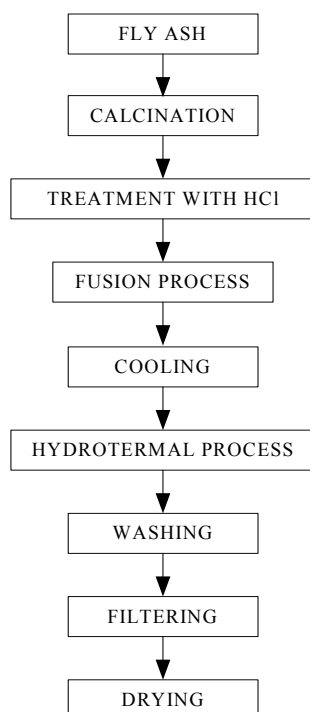 FLY ASH
CALCINATION
TREATMENT WITH HCl
FUSION PROCESS
COOLING
HYDROTERMAL PROCESS
WASHING
FILTERING
DRYING